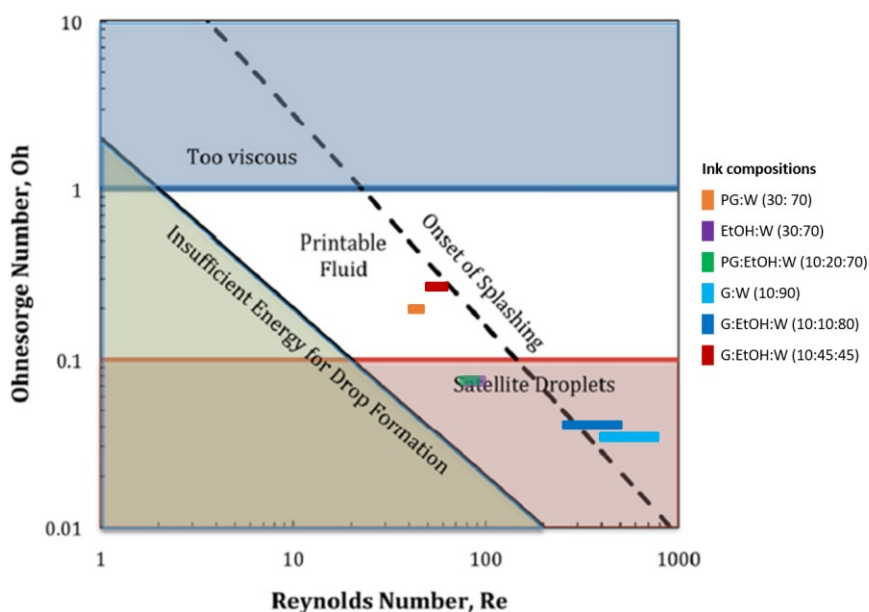 10
1
0.1
0.01
Ohnesorge Number, Oh
Too viscous
Printable
Fluid
Onset of Splashing
Insufficient Energy for Drop Formation
Satellite Droplets
1
10
100
1000
Reynolds Number, Re
Ink compositions
PG:W (30: 70)
EtOH:W (30:70)
PG:EtOH:W (10:20:70)
G:W (10:90)
G:EtOH:W (10:10:80)
G:EtOH:W (10:45:45)